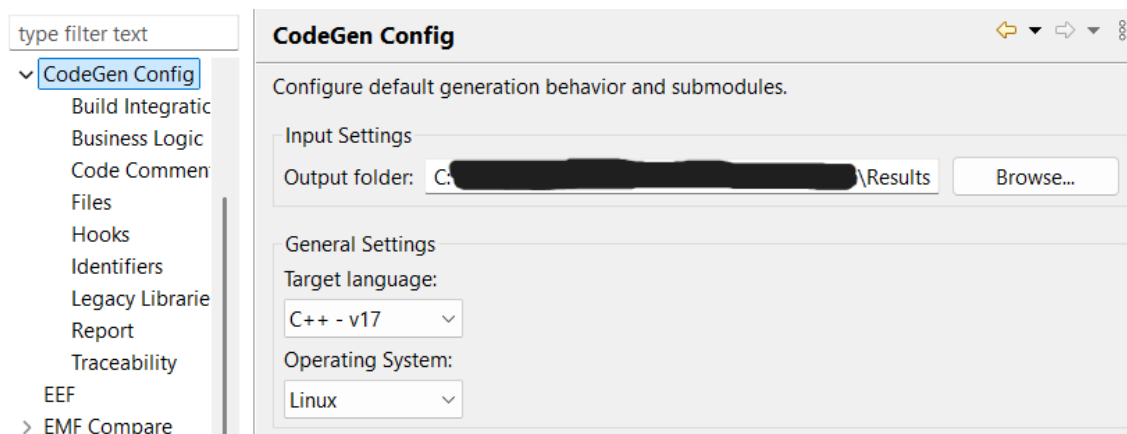 type filter text
CodeGen Config
Build Integratic
Business Logic
Code Commen
Files
Hooks
Identifiers
Legacy Librarie
Report
Traceability
EEF
EMF Compare
CodeGen Config
Configure default generation behavior and submodules.
Input Settings
Output folder: C: \Results Browse...
General Settings
Target language:
C++ - v17
Operating System:
Linux